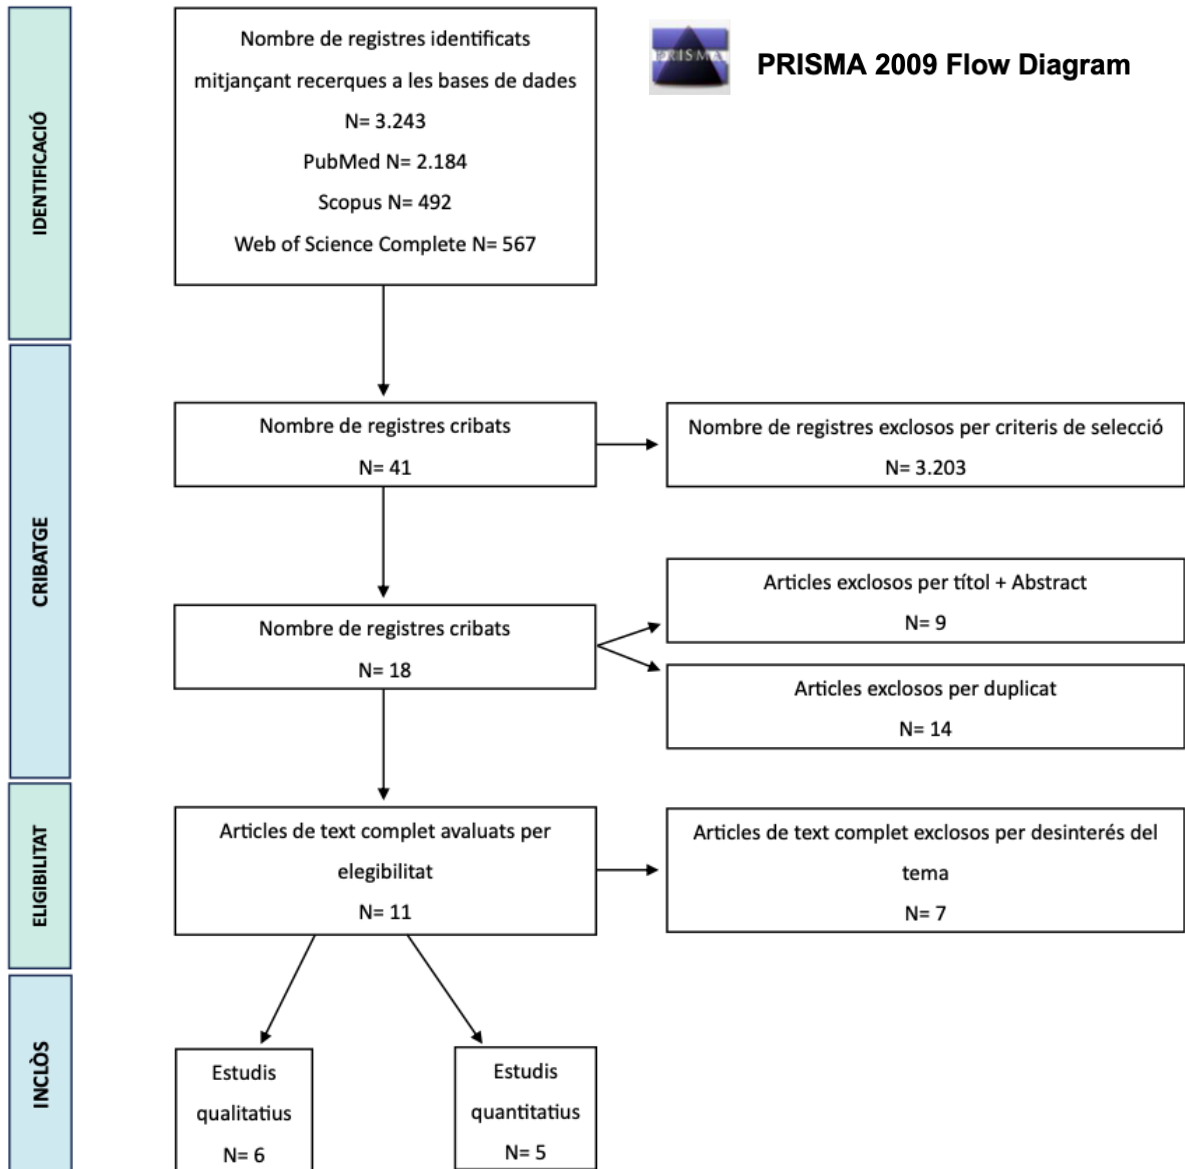 PRISMA
PRISMA 2009 Flow Diagram
IDENTIFICACIÓ
Nombre de registres identificats
mitjançant recerques a les bases de dades
N= 3.243
PubMed N= 2.184
Scopus N= 492
Web of Science Complete N= 567
CRIBATGE
Nombre de registres cribats
N= 41
Nombre de registres exclosos per criteris de selecció
N= 3.203
Nombre de registres cribats
N= 18
Articles exclosos per títol + Abstract
N= 9
Articles exclosos per duplicat
N= 14
ELIGIBILITAT
Articles de text complet avaluats per
elegibilitat
N= 11
Articles de text complet exclosos per desinterés del
tema
N= 7
INCLÒS
Estudis
qualitatius
N= 6
Estudis
quantitatius
N= 5